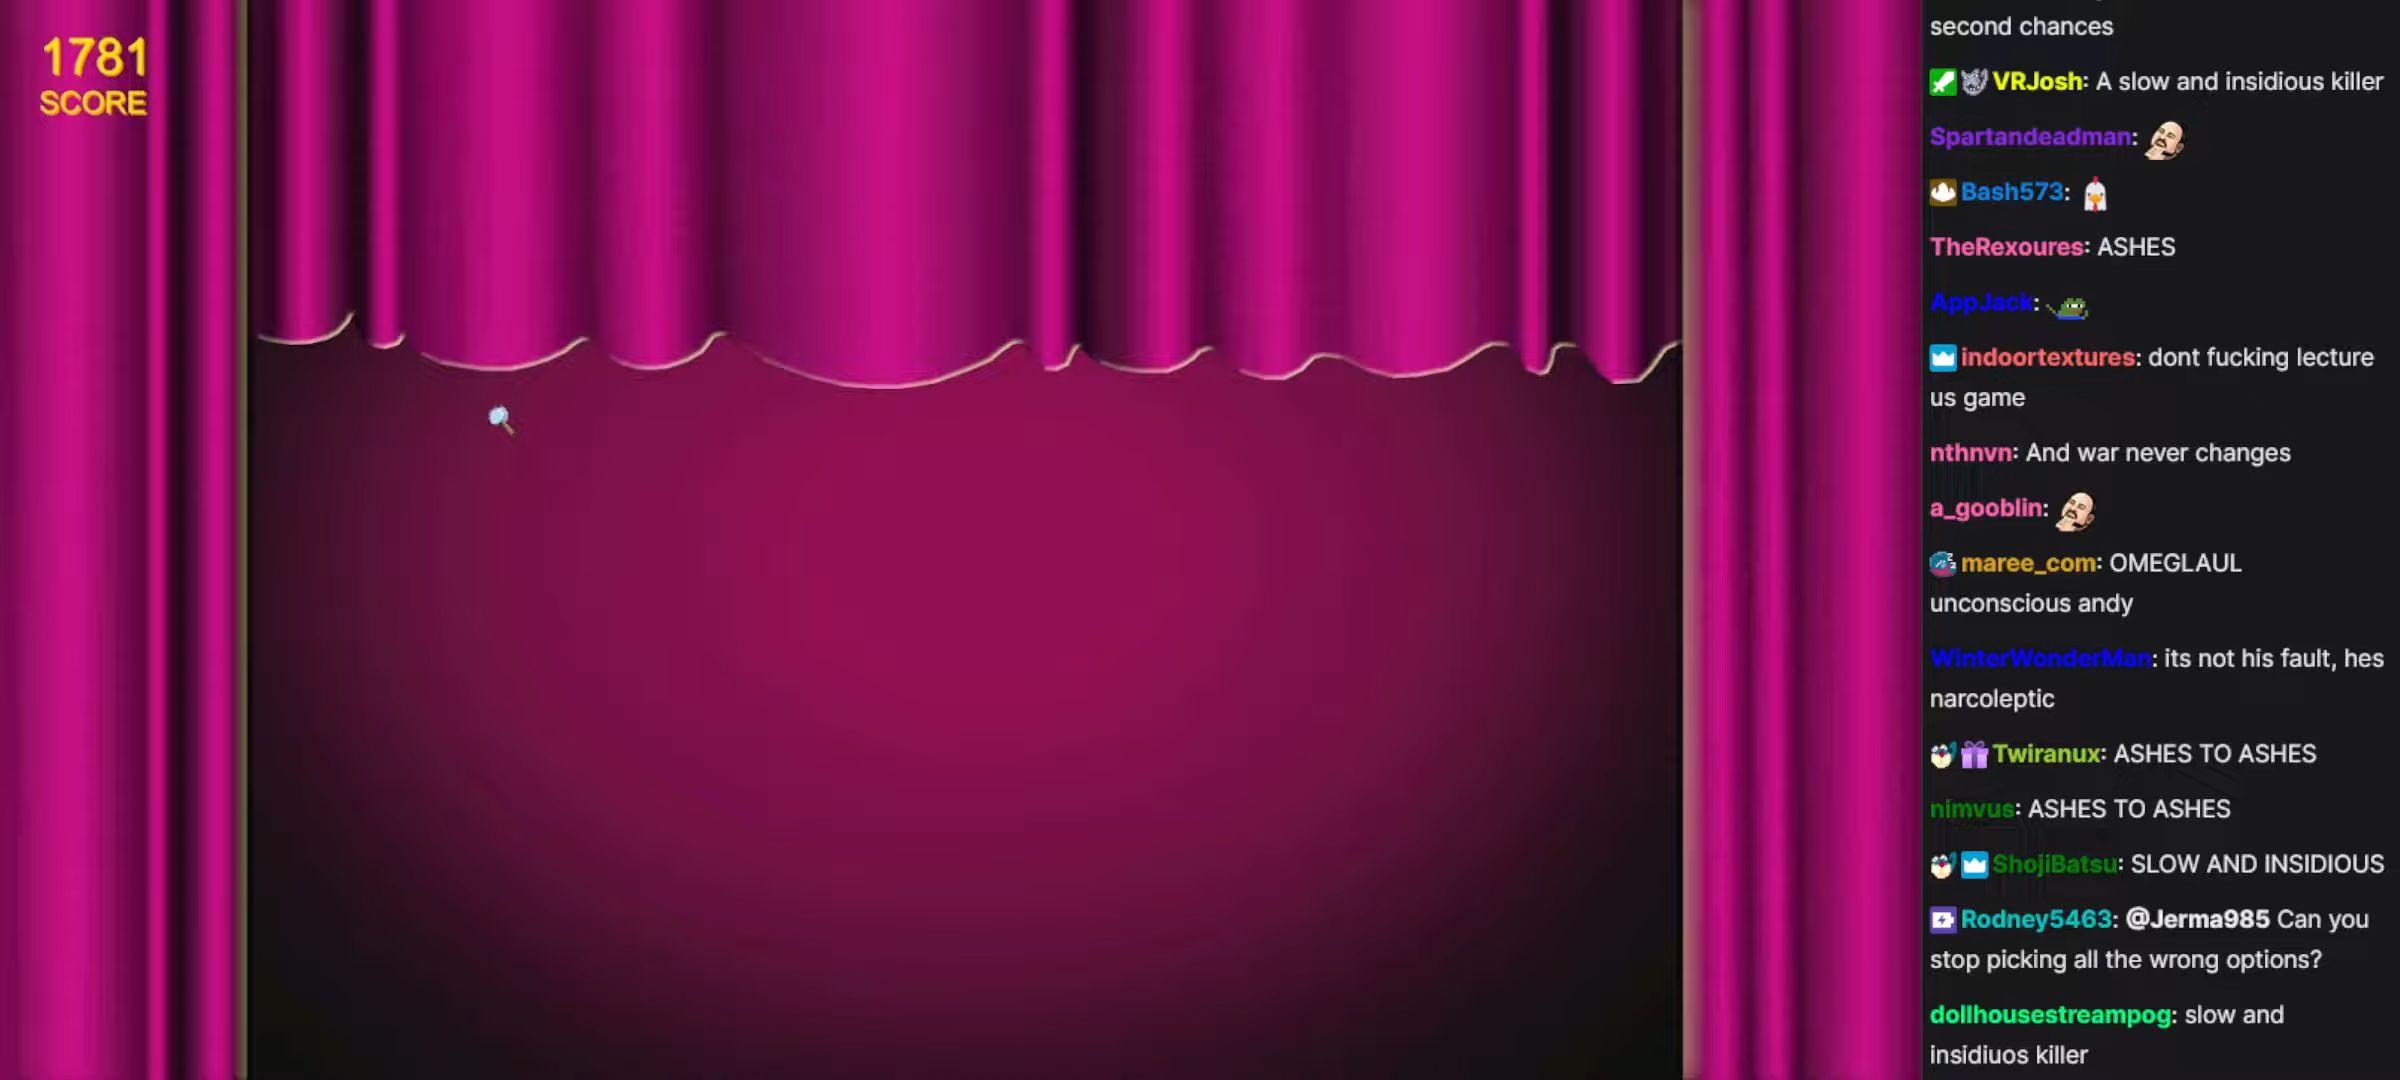 1781
SCORE
second chances
VRJosh: A slow and insidious killer
Spartandeadman:
Bash573:
TheRexoures: ASHES
AppJack:
indoortextures: dont fucking lecture
us game
nthnvn: And war never changes
a_gooblin:
maree_com: OMEGLAUL
unconscious andy
WinterWonderMan: its not his fault, hes
narcoleptic
Twiranux: ASHES TO ASHES
nimvus: ASHES TO ASHES
ShojiBatsu: SLOW AND INSIDIOUS
Rodney5463: @Jerma985 Can you
stop picking all the wrong options?
dollhousestreampog: slow and
insidiuos killer